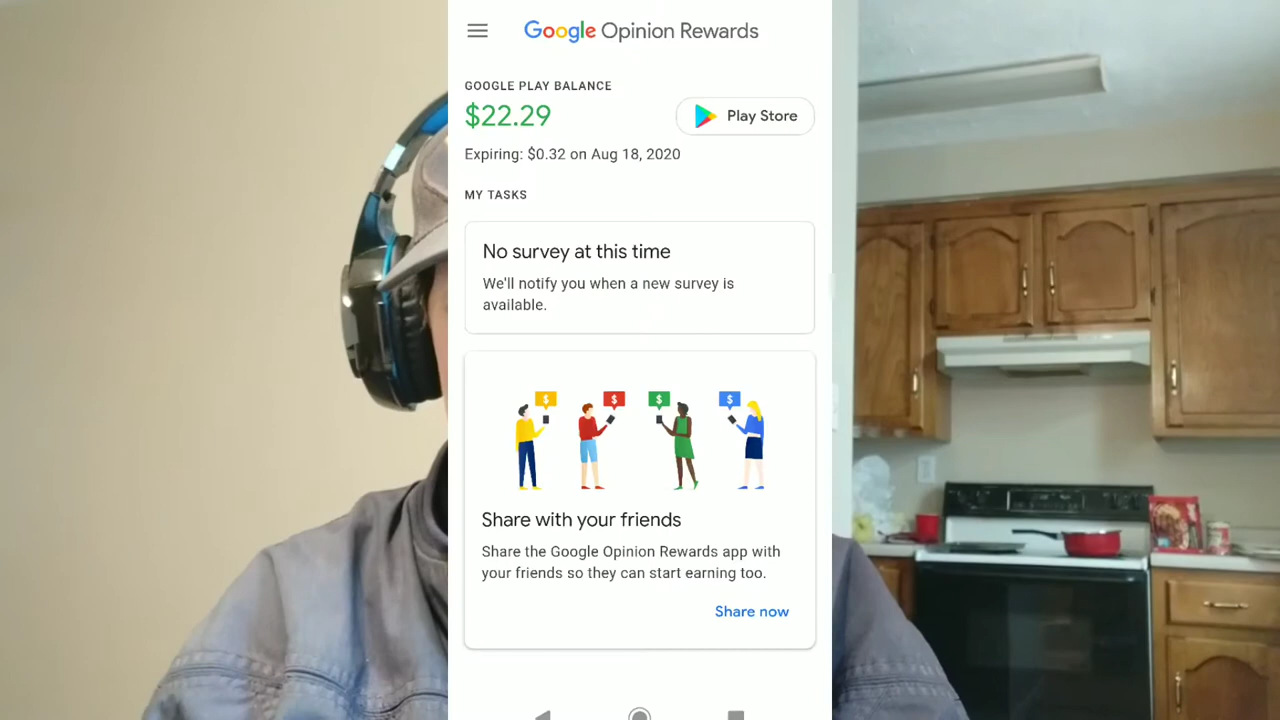 Google Opinion Rewards
GOOGLE PLAY BALANCE
$22.29
Play Store
Expiring: $0.32 on Aug 18, 2020
MY TASKS
No survey at this time
We'll notify you when a new survey is
available.
$ $ $ $
Share with your friends
Share the Google Opinion Rewards app with
your friends so they can start earning too.
Share now